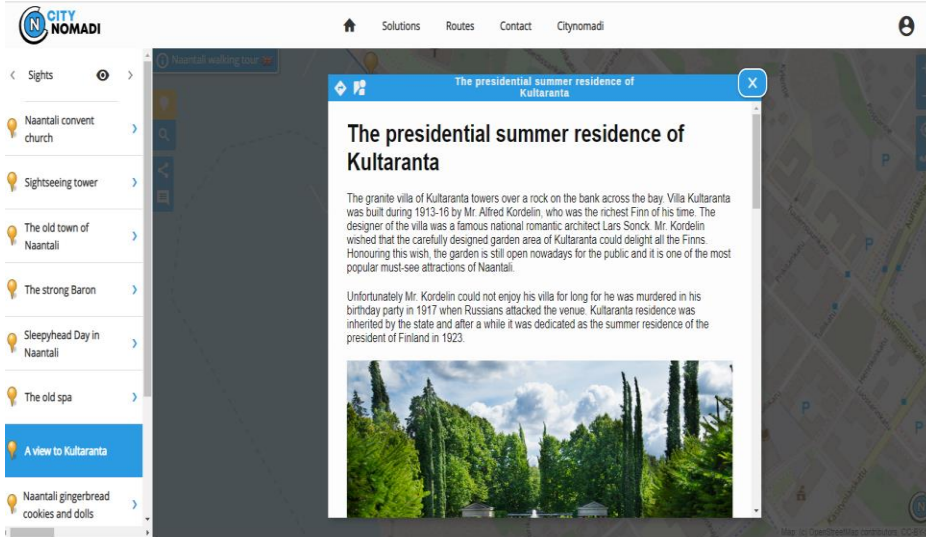 CITY
NOMADI
Solutions Routes Contact Citynomadi
Sights
Naantali convent
church
Sightseeing tower
The old town of
Naantali
The strong Baron
Sleepyhead Day in
Naantali
The old spa
A view to Kultaranta
Naantali gingerbread
cookies and dolls
Naantali walking tour
The presidential summer residence of
Kultaranta
X
The presidential summer residence of
Kultaranta
The granite villa of Kultaranta towers over a rock on the bank across the bay. Villa Kultaranta
was built during 1913-16 by Mr. Alfred Kordelin, who was the richest Finn of his time. The
designer of the villa was a famous national romantic architect Lars Sonck. Mr. Kordelin
wished that the carefully designed garden area of Kultaranta could delight all the Finns.
Honouring this wish, the garden is still open nowadays for the public and it is one of the most
popular must-see attractions of Naantali.
Unfortunately Mr. Kordelin could not enjoy his villa for long for he was murdered in his
birthday party in 1917 when Russians attacked the venue. Kultaranta residence was
inherited by the state and after a while it was dedicated as the summer residence of the
president of Finland in 1923.
P
P
P
P
Map: (c) OpenStreetMap contributors, CC-BY